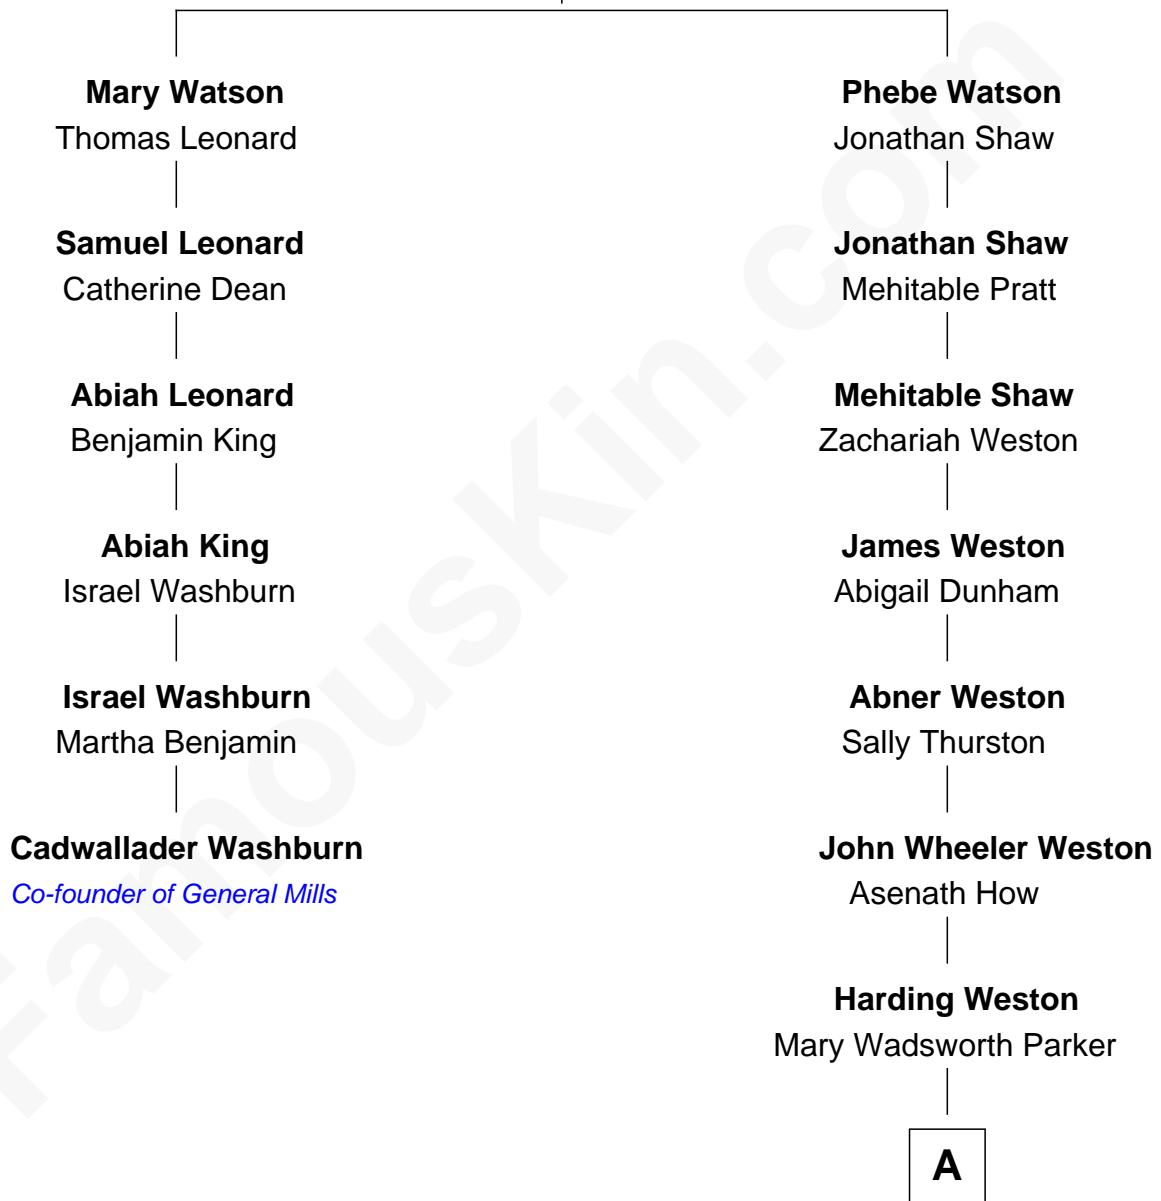 Mary Watson
Thomas Leonard
Samuel Leonard
Catherine Dean
Abiah Leonard
Benjamin King
Abiah King
Israel Washburn
Israel Washburn
Martha Benjamin
Cadwallader Washburn
Co-founder of General Mills
Phebe Watson
Jonathan Shaw
Jonathan Shaw
Mehitable Pratt
Mehitable Shaw
Zachariah Weston
James Weston
Abigail Dunham
Abner Weston
Sally Thurston
John Wheeler Weston
Asenath How
Harding Weston
Mary Wadsworth Parker
A
FamousKin.com